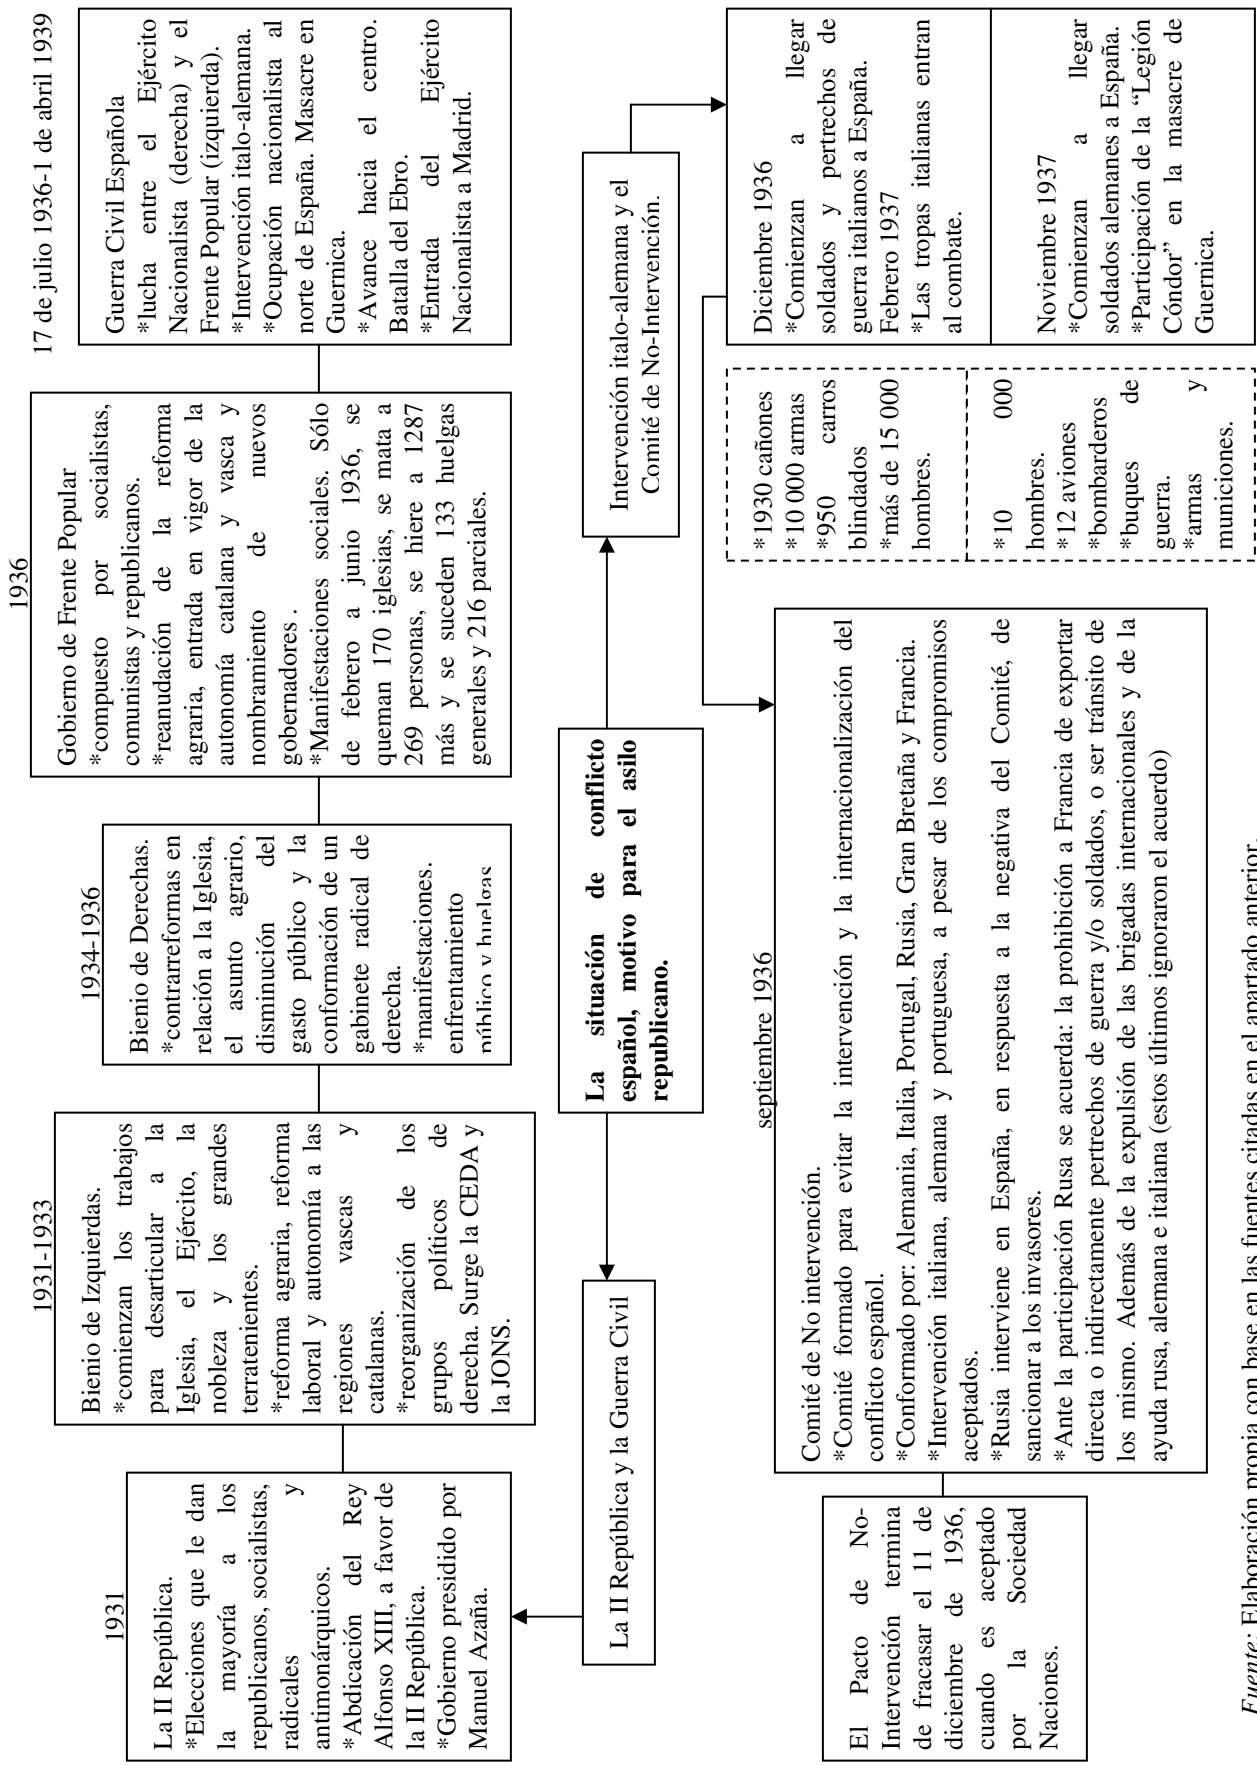 1931
La II República.
*Elecciones que le dan
la mayoría a los
republicanos, socialistas,
radicales y
antimonárquicos.
*Abdicación del Rey
Alfonso XIII, a favor de
la II República.
*Gobierno presidido por
Manuel Azaña.
1931-1933
Bienio de Izquierdas.
*comienzan los trabajos
para desarticular a la
Iglesia, el Ejército, la
nobleza y los grandes
terratenientes.
*reforma agraria, reforma
laboral y autonomía a las
regiones vascas y
catalanas.
*reorganización de los
grupos políticos de
derecha. Surge la CEDA y
la JONS.
1934-1936
Bienio de Derechas.
*contrarreformas en
relación a la Iglesia,
el asunto agrario,
disminución del
gasto público y la
conformación de un
gabinete radical de
derecha.
*manifestaciones.
enfrentamiento
público y huelgas
1936
Gobierno de Frente Popular
*compuesto por socialistas,
comunistas y republicanos.
*reanudación de la reforma
agraria, entrada en vigor de la
autonomía catalana y vasca y
nombramiento de nuevos
gobernadores .
*Manifestaciones sociales. Sólo
de febrero a junio 1936, se
queman 170 iglesias, se mata a
269 personas, se hiere a 1287
más y se suceden 133 huelgas
generales y 216 parciales.
17 de julio 1936-1 de abril 1939
Guerra Civil Española
*lucha entre el Ejército
Nacionalista (derecha) y el
Frente Popular (izquierda).
*Intervención italo-alemana.
*Ocupación nacionalista al
norte de España. Masacre en
Guernica.
*Avance hacia el centro.
Batalla del Ebro.
*Entrada del Ejército
Nacionalista a Madrid.
La II República y la Guerra Civil
La situación de conflicto
español, motivo para el asilo
republicano.
Intervención italo-alemana y el
Comité de No-Intervención.
El Pacto de No-
Intervención termina
de fracasar el 11 de
diciembre de 1936,
cuando es aceptado
por la Sociedad
Naciones.
septiembre 1936
Comité de No intervención.
*Comité formado para evitar la intervención y la internacionalización del
conflicto español.
*Conformado por: Alemania, Italia, Portugal, Rusia, Gran Bretaña y Francia.
*Intervención italiana, alemana y portuguesa, a pesar de los compromisos
aceptados.
*Rusia interviene en España, en respuesta a la negativa del Comité, de
sancionar a los invasores.
*Ante la participación Rusa se acuerda: la prohibición a Francia de exportar
directa o indirectamente pertrechos de guerra y/o soldados, o ser tránsito de
los mismo. Además de la expulsión de las brigadas internacionales y de la
ayuda rusa, alemana e italiana (estos últimos ignoraron el acuerdo)
*1930 cañones
*10 000 armas
*950 carros
blindados
*más de 15 000
hombres.
*10 000
hombres.
*12 aviones
*bombarderos
*buques de
guerra.
*armas y
municiones.
Diciembre 1936
*Comienzan a llegar
soldados y pertrechos de
guerra italianos a España.
Febrero 1937
*Las tropas italianas entran
al combate.
Noviembre 1937
*Comienzan a llegar
soldados alemanes a España.
*Participación de la “Legión
Cóndor” en la masacre de
Guernica.
Fuente: Elaboración propia con base en las fuentes citadas en el apartado anterior.